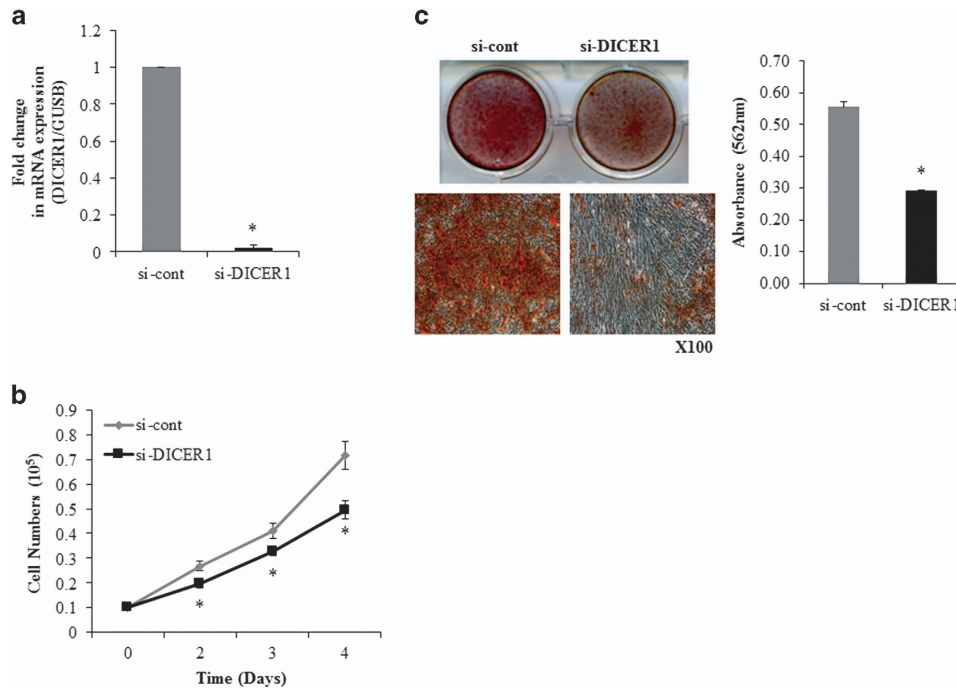 a
Fold change
in mRNA expression
(DICER1/GUSB)
1.2
1
0.8
0.6
0.4
0.2
0
*
si-cont
si-DICER1
c
si-cont
si-DICER1
X100
Absorbance (562nm)
0.60
0.50
0.40
0.30
0.20
0.10
0.00
*
si-cont
si-DICER1
b
Cell Numbers (10⁵)
0.9
0.8
0.7
0.6
0.5
0.4
0.3
0.2
0.1
0
si-cont
si-DICER1
*
*
*
0
2
3
4
Time (Days)